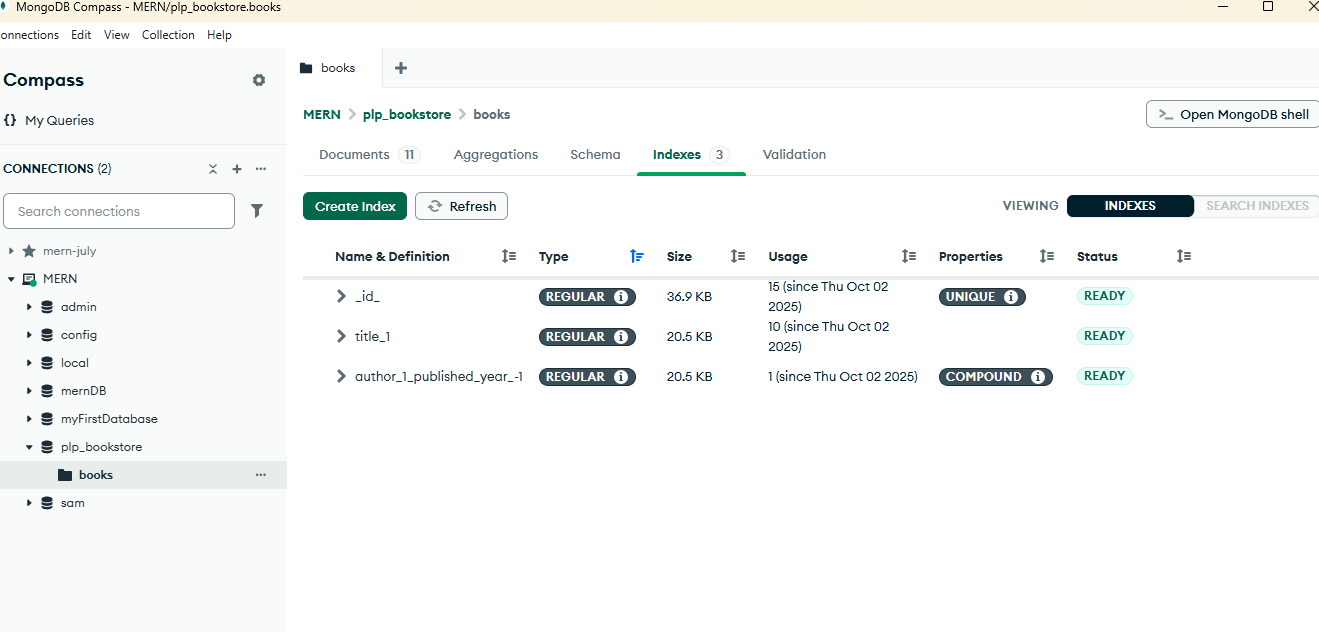 MongoDB Compass - MERN/plp_bookstore.books
onnections Edit View Collection Help
Compass
{} My Queries
CONNECTIONS (2)
Search connections
mern-july
MERN
admin
config
local
mernDB
myFirstDatabase
plp_bookstore
books
sam
books
MERN > plp_bookstore > books
>_ Open MongoDB shell
Documents 11 Aggregations Schema Indexes 3 Validation
Create Index Refresh VIEWING INDEXES SEARCH INDEXES
Name & Definition Type Size Usage Properties Status
_id_ REGULAR 36.9 KB 15 (since Thu Oct 02
2025) UNIQUE READY
title_1 REGULAR 20.5 KB 10 (since Thu Oct 02
2025) READY
author_1_published_year_-1 REGULAR 20.5 KB 1 (since Thu Oct 02 2025) COMPOUND READY